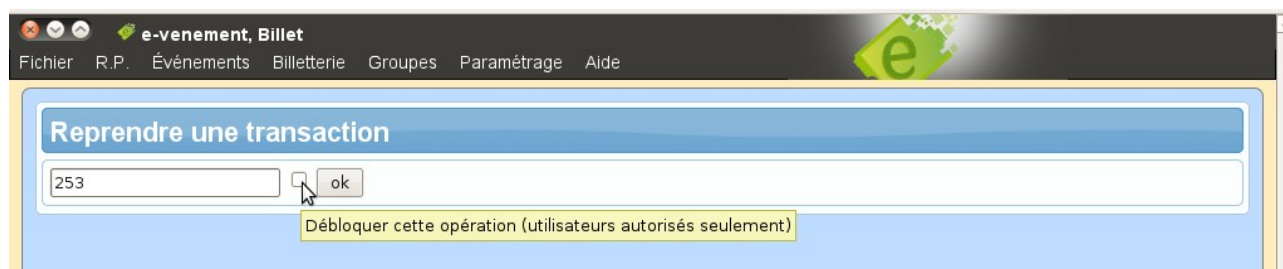 e-venement, Billet
Fichier R.P. Événements Billetterie Groupes Paramétrage Aide
e
Reprendre une transaction
253 ok
Débloquer cette opération (utilisateurs autorisés seulement)